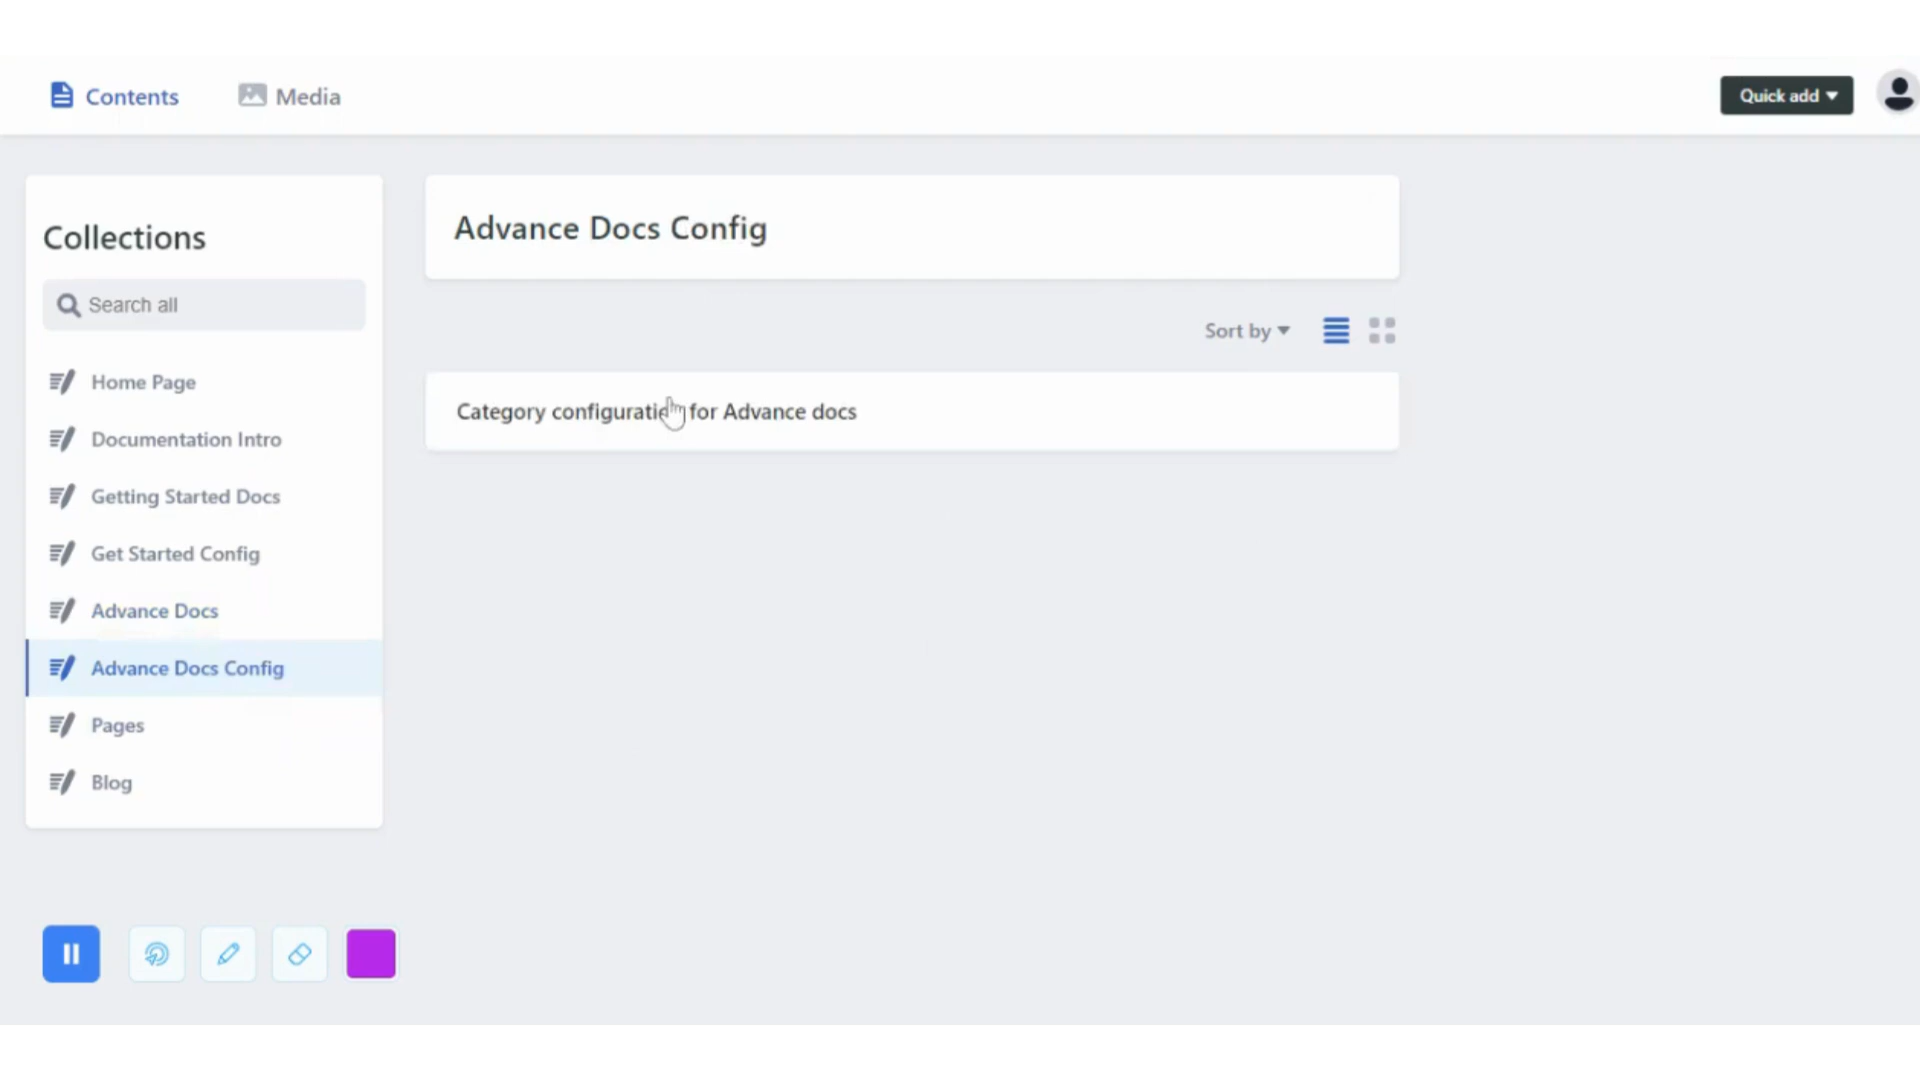 Contents
Media
Quick add
Collections
Search all
Home Page
Documentation Intro
Getting Started Docs
Get Started Config
Advance Docs
Advance Docs Config
Pages
Blog
Advance Docs Config
Sort by
Category configuration for Advance docs